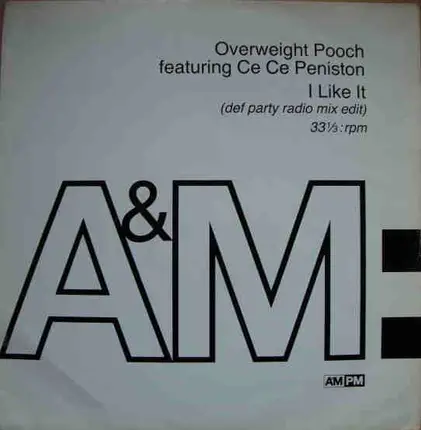 Overweight Pooch
featuring Ce Ce Peniston
I Like It
(def party radio mix edit)
33⅓:rpm
A&M:
AM PM